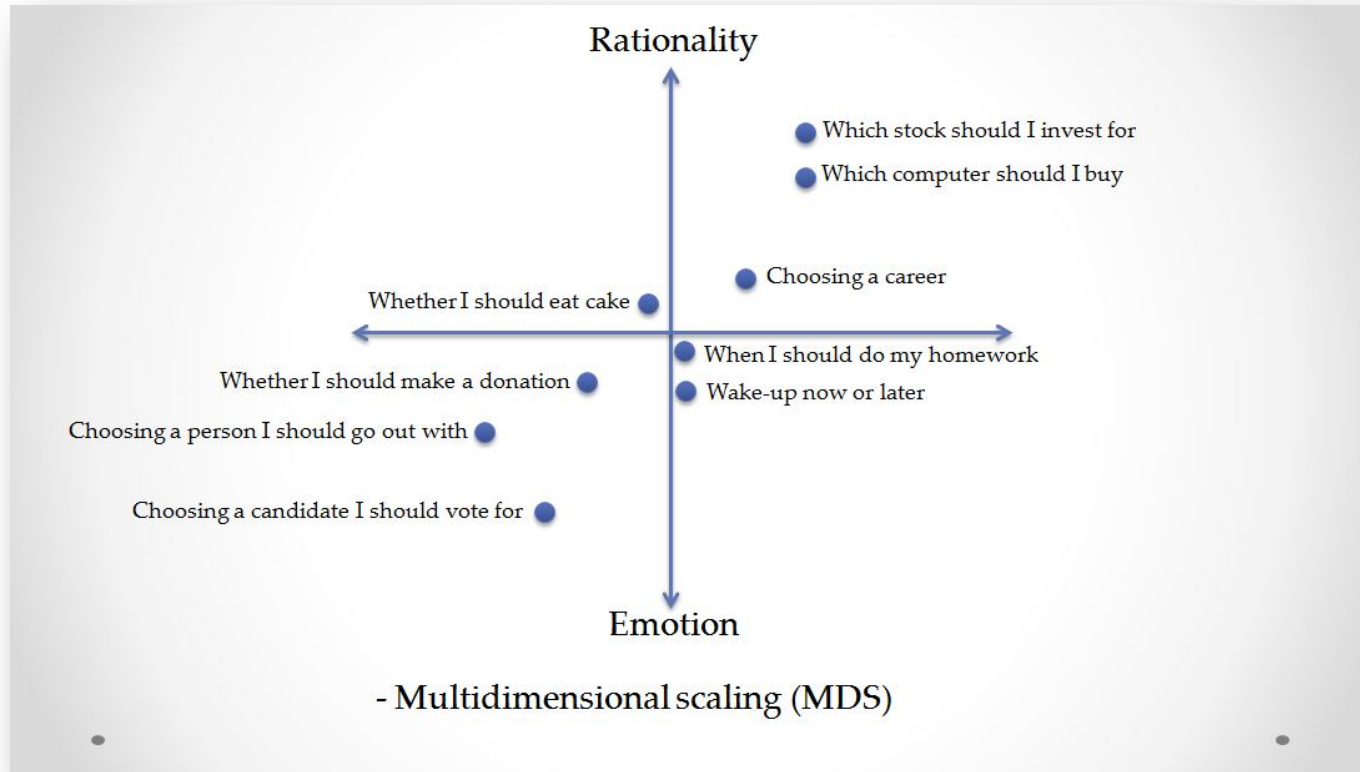 Rationality
Which stock should I invest for
Which computer should I buy
Choosing a career
Whether I should eat cake
When I should do my homework
Whether I should make a donation
Wake-up now or later
Choosing a person I should go out with
Choosing a candidate I should vote for
Emotion
- Multidimensional scaling (MDS)